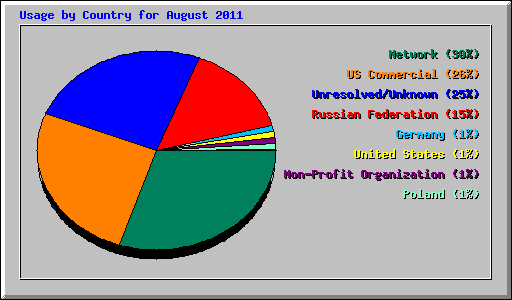 Usage by Country for August 2011
Network (30%)
US Commercial (26%)
Unresolved/Unknown (25%)
Russian Federation (15%)
Germany (1%)
United States (1%)
Non-Profit Organization (1%)
Poland (1%)